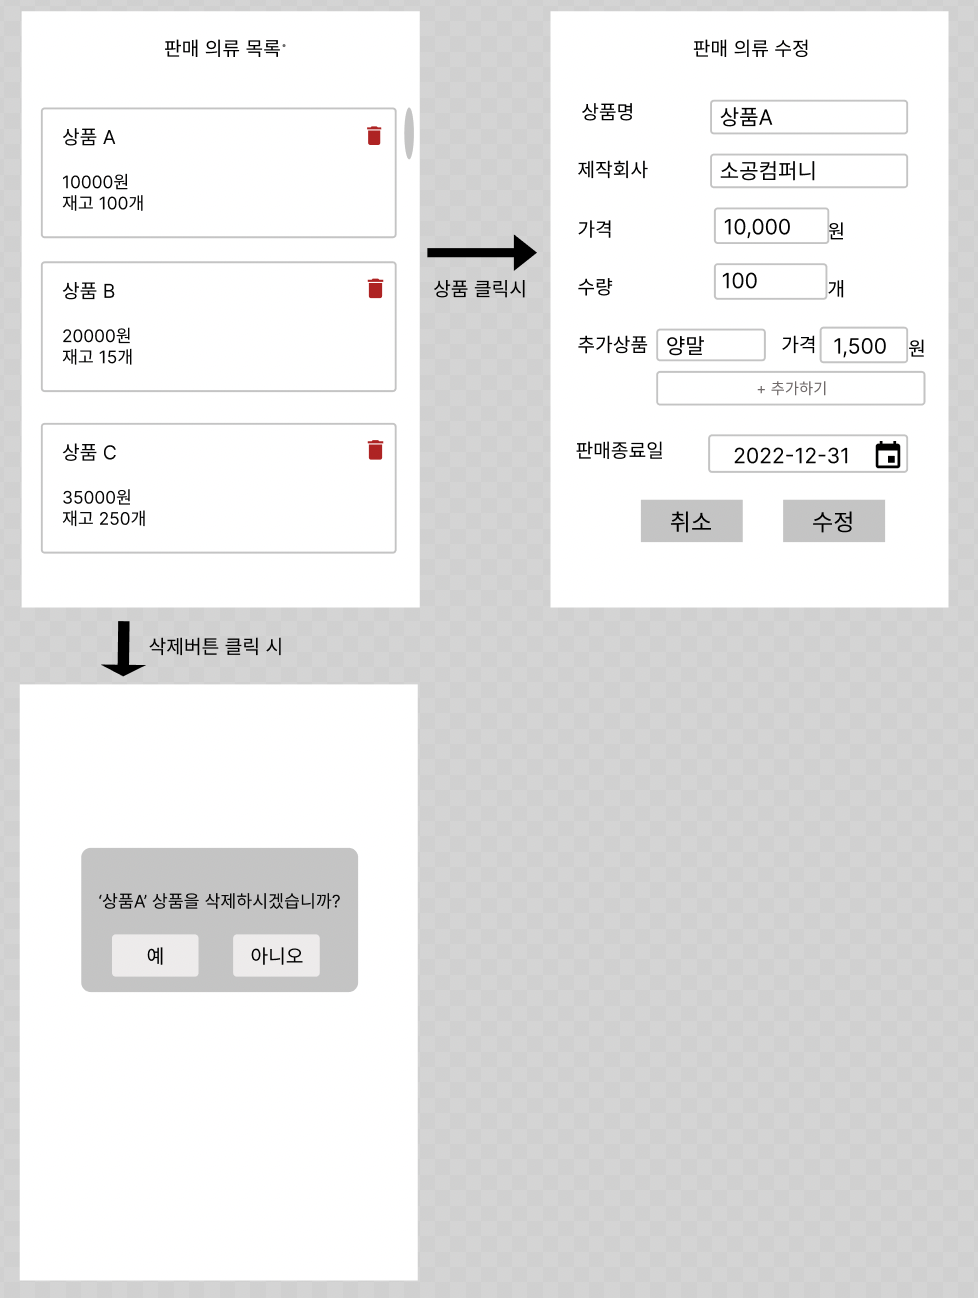 판매 의류 목록
상품 A
10000원
재고 100개
상품 B
20000원
재고 15개
상품 C
35000원
재고 250개
상품 클릭시
판매 의류 수정
상품명 상품A
제작회사 소공컴퍼니
가격 10,000 원
수량 100 개
추가상품 양말 가격 1,500 원
+ 추가하기
판매종료일 2022-12-31
취소 수정
삭제버튼 클릭 시
‘상품A’ 상품을 삭제하시겠습니까?
예 아니오